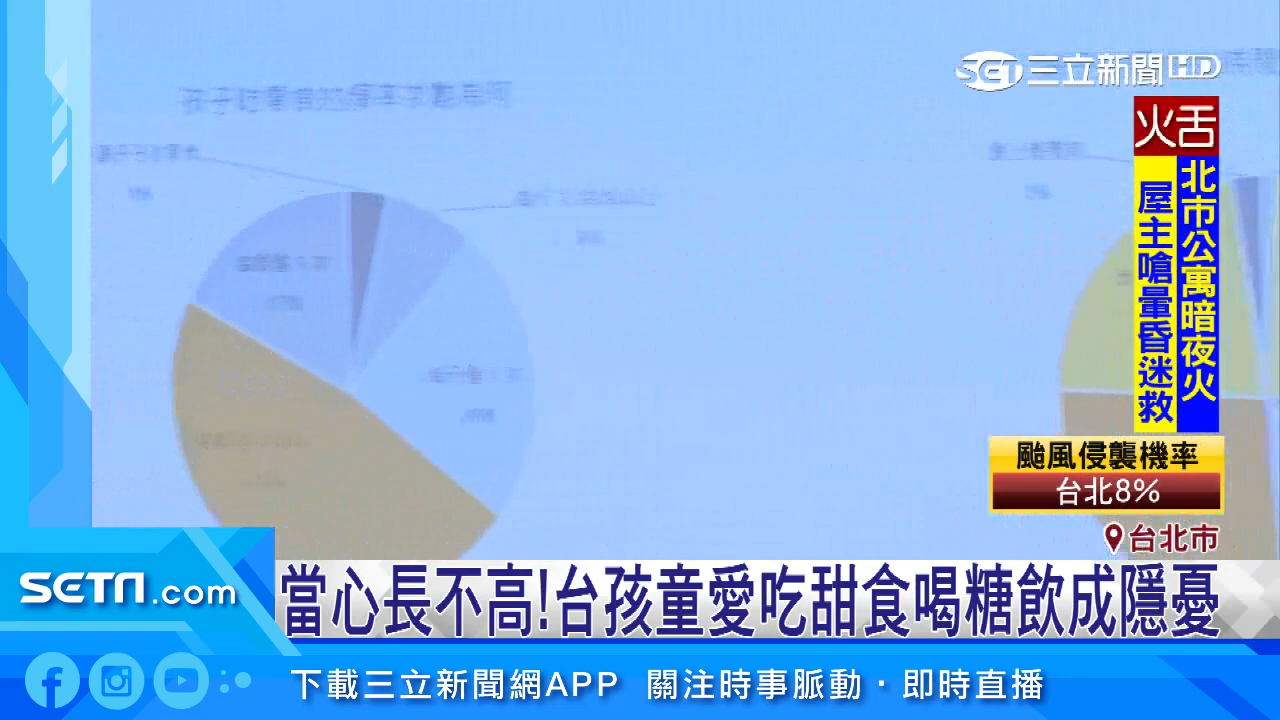 SET三立新聞HD
火舌
北市公寓暗夜火
屋主嗆暈昏迷救
颱風侵襲機率
台北8%
台北市
當心長不高!台孩童愛吃甜食喝糖飲成隱憂
SETN.com
下載三立新聞網APP 關注時事脈動·即時直播